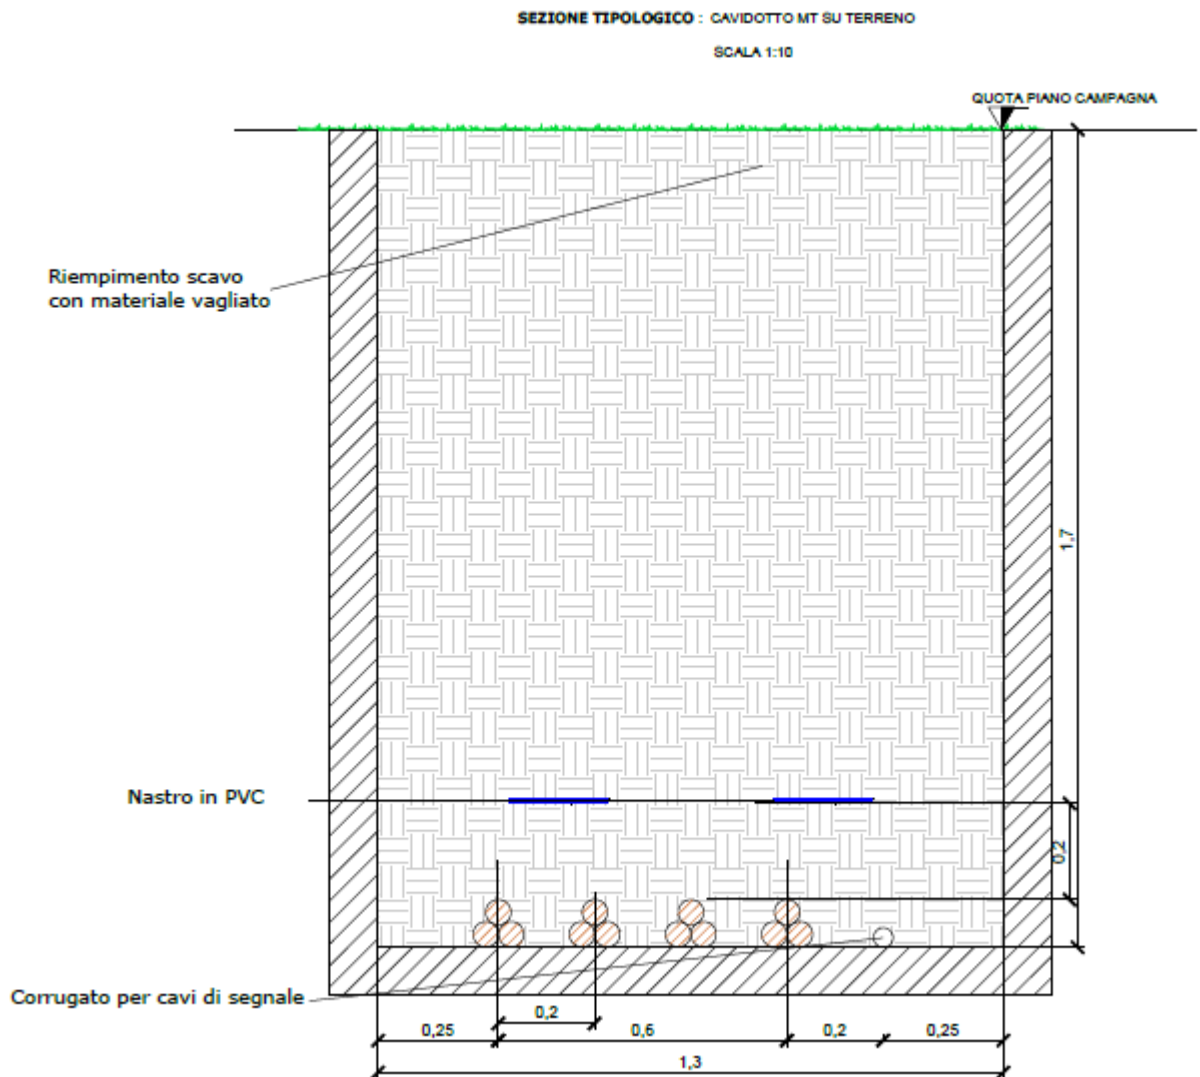 SEZIONE TIPOLOGICO : CAVIDOTTO MT SU TERRENO
SCALA 1:10
QUOTA PIANO CAMPAGNA
Riempimento scavo
con materiale vagliato
1,7
Nastro in PVC
0,2
Corrugato per cavi di segnale
0,2
0,25
0,6
0,2
0,25
1,3